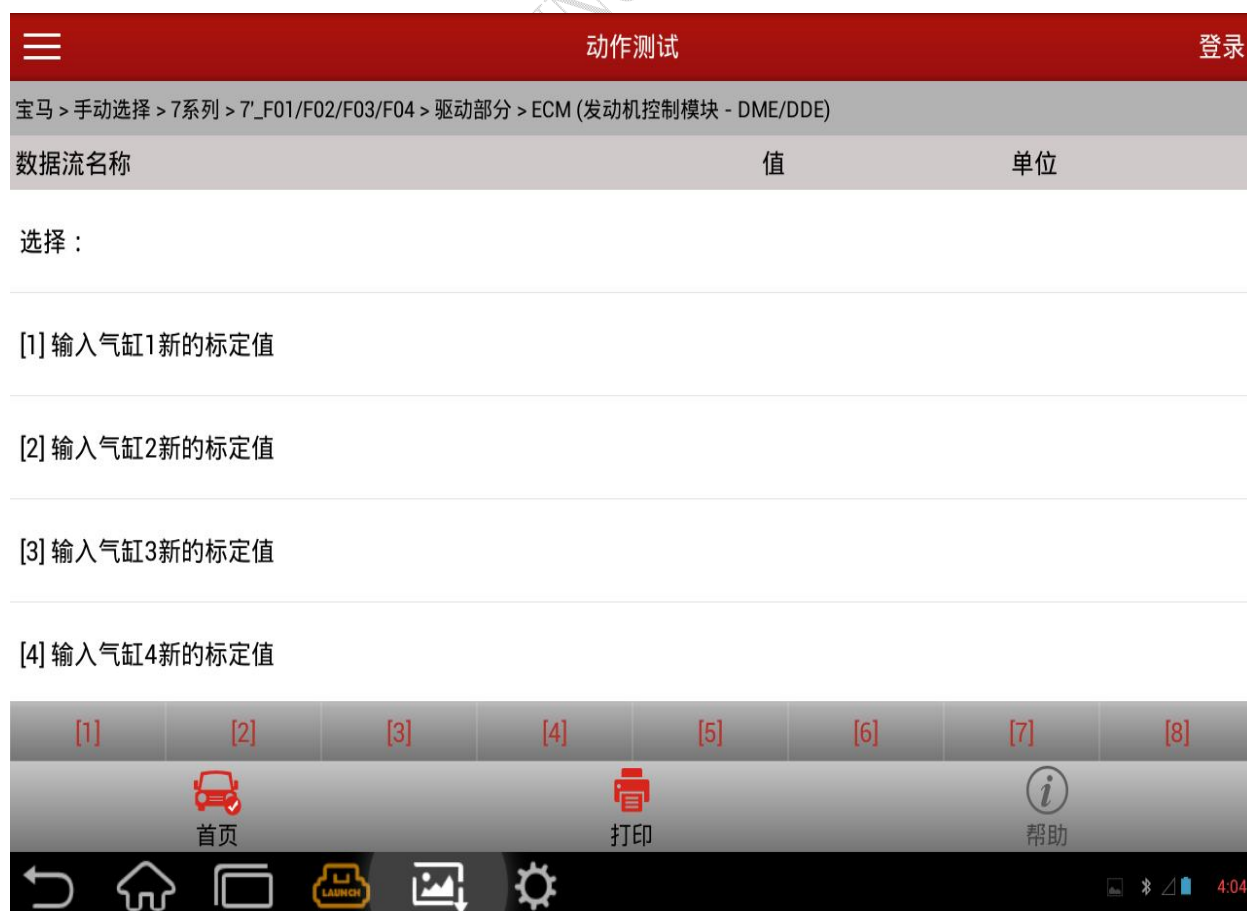 动作测试
登录
宝马 > 手动选择 > 7系列 > 7'_F01/F02/F03/F04 > 驱动部分 > ECM (发动机控制模块 - DME/DDE)
数据流名称 值 单位
选择：
[1] 输入气缸1新的标定值
[2] 输入气缸2新的标定值
[3] 输入气缸3新的标定值
[4] 输入气缸4新的标定值
[1] [2] [3] [4] [5] [6] [7] [8]
首页 打印 帮助
LAUNCH
4:04